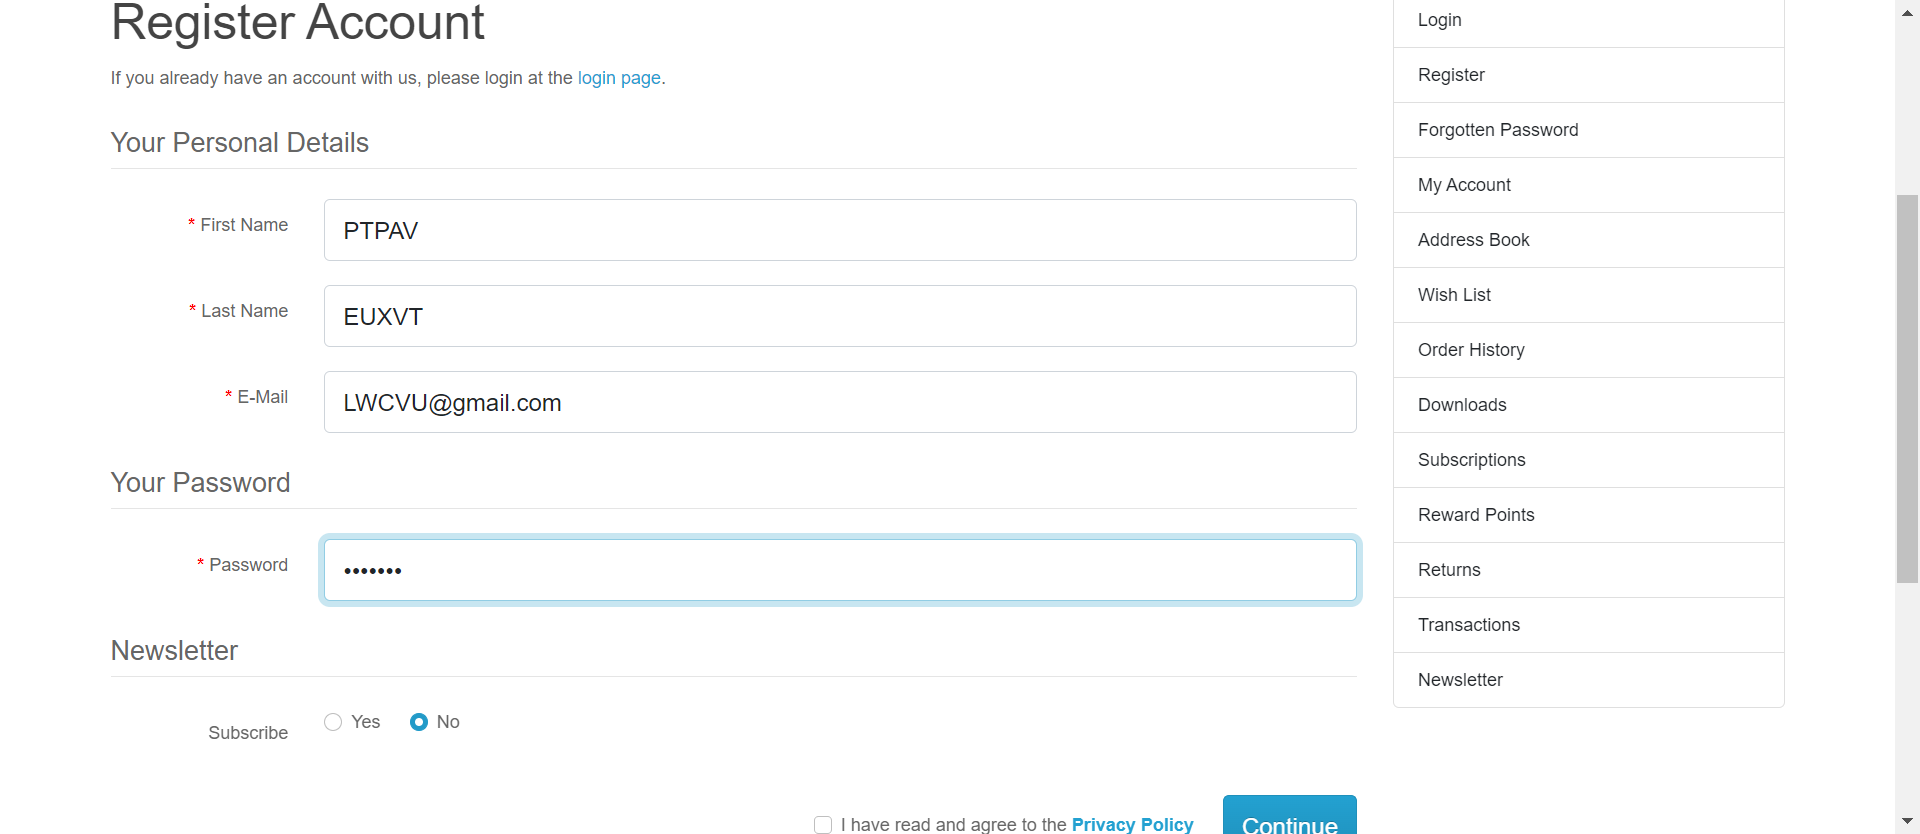 Register Account
If you already have an account with us, please login at the login page.
Your Personal Details
* First Name
PTPAV
* Last Name
EUXVT
* E-Mail
LWCVU@gmail.com
Your Password
* Password
•••••••
Newsletter
Subscribe
Yes
No
I have read and agree to the Privacy Policy
Continue
Login
Register
Forgotten Password
My Account
Address Book
Wish List
Order History
Downloads
Subscriptions
Reward Points
Returns
Transactions
Newsletter